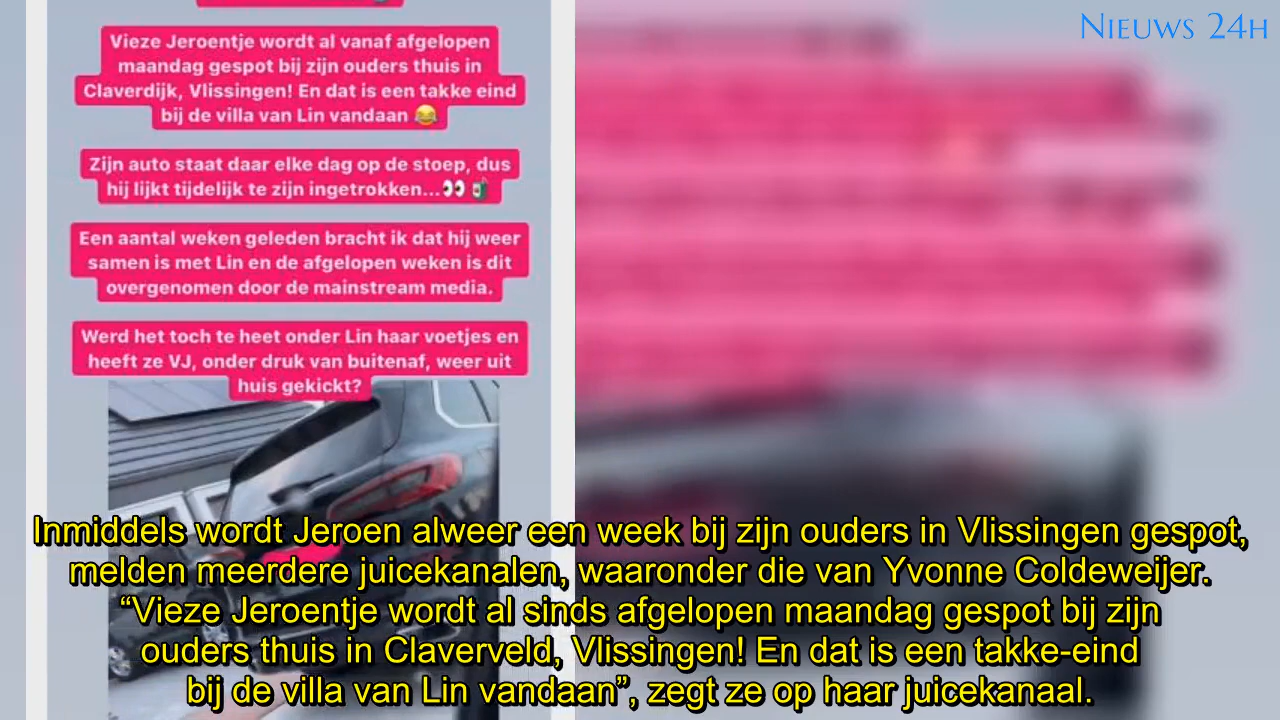 Nieuws 24h
Vieze Jeroentje wordt al vanaf afgelopen
maandag gespot bij zijn ouders thuis in
Claverdijk, Vlissingen! En dat is een takke eind
bij de villa van Lin vandaan 😂
Zijn auto staat daar elke dag op de stoep, dus
hij lijkt tijdelijk te zijn ingetrokken...👀🧃
Een aantal weken geleden bracht ik dat hij weer
samen is met Lin en de afgelopen weken is dit
overgenomen door de mainstream media.
Werd het toch te heet onder Lin haar voetjes en
heeft ze VJ, onder druk van buitenaf, weer uit
huis gekickt?
Inmiddels wordt Jeroen alweer een week bij zijn ouders in Vlissingen gespot,
melden meerdere juicekanalen, waaronder die van Yvonne Coldeweijer.
“Vieze Jeroentje wordt al sinds afgelopen maandag gespot bij zijn
ouders thuis in Claverveld, Vlissingen! En dat is een takke-eind
bij de villa van Lin vandaan”, zegt ze op haar juicekanaal.